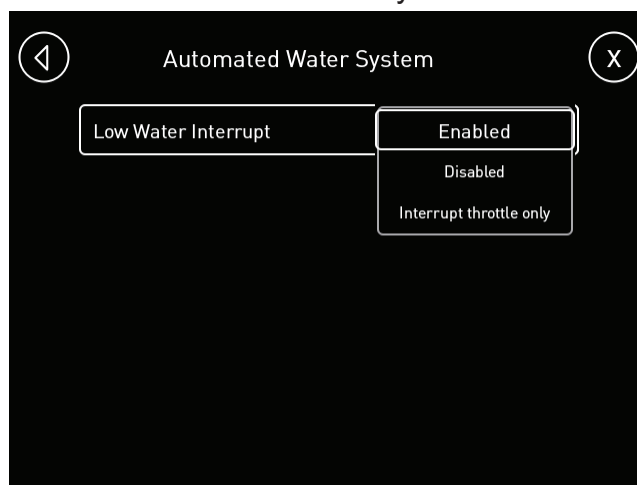 Automated Water System
X
Low Water Interrupt
Enabled
Disabled
Interrupt throttle only